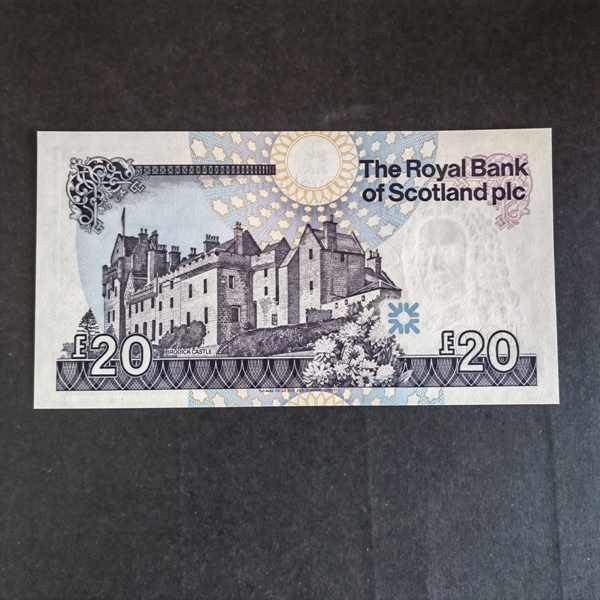 The Royal Bank
of Scotland plc
£20
BRODICK CASTLE
£20